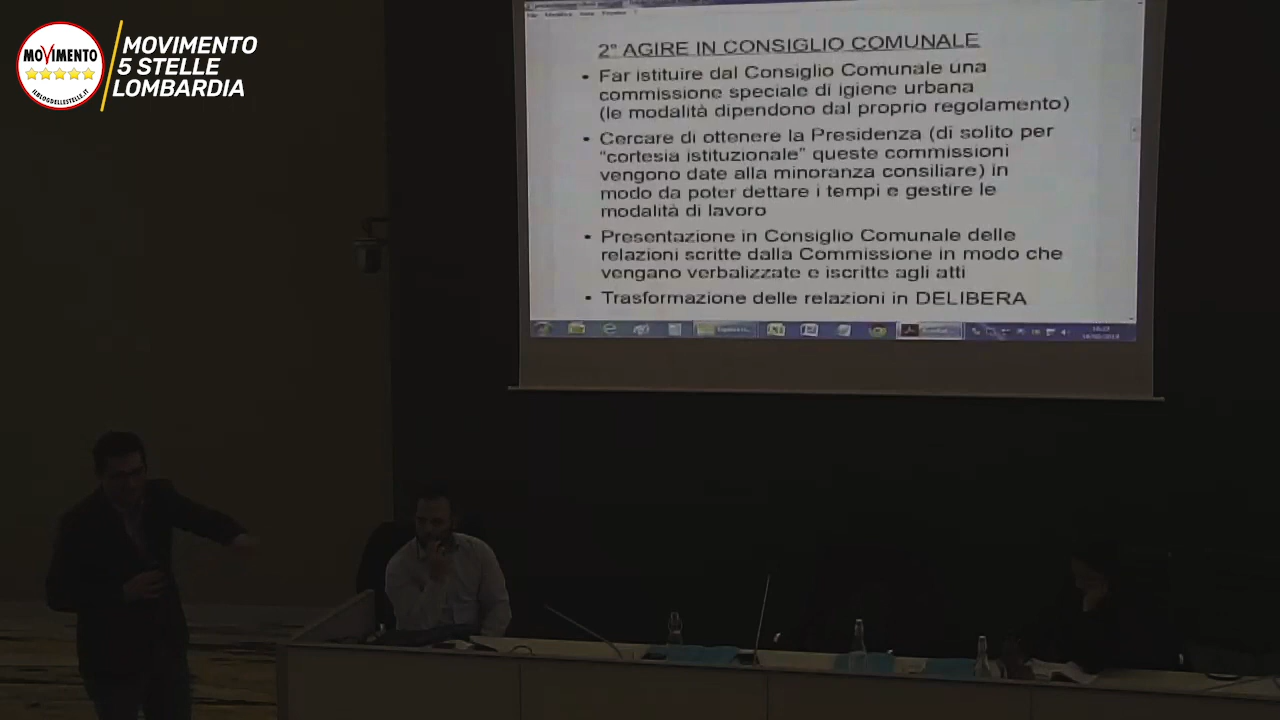 MOVIMENTO
ILBLOGDELLESTELLE.IT
MOVIMENTO
5 STELLE
LOMBARDIA
2° AGIRE IN CONSIGLIO COMUNALE
• Far istituire dal Consiglio Comunale una
commissione speciale di igiene urbana
(le modalità dipendono dal proprio regolamento)
• Cercare di ottenere la Presidenza (di solito per
"cortesia istituzionale" queste commissioni
vengono date alla minoranza consiliare) in
modo da poter dettare i tempi e gestire le
modalità di lavoro
• Presentazione in Consiglio Comunale delle
relazioni scritte dalla Commissione in modo che
vengano verbalizzate e iscritte agli atti
• Trasformazione delle relazioni in DELIBERA